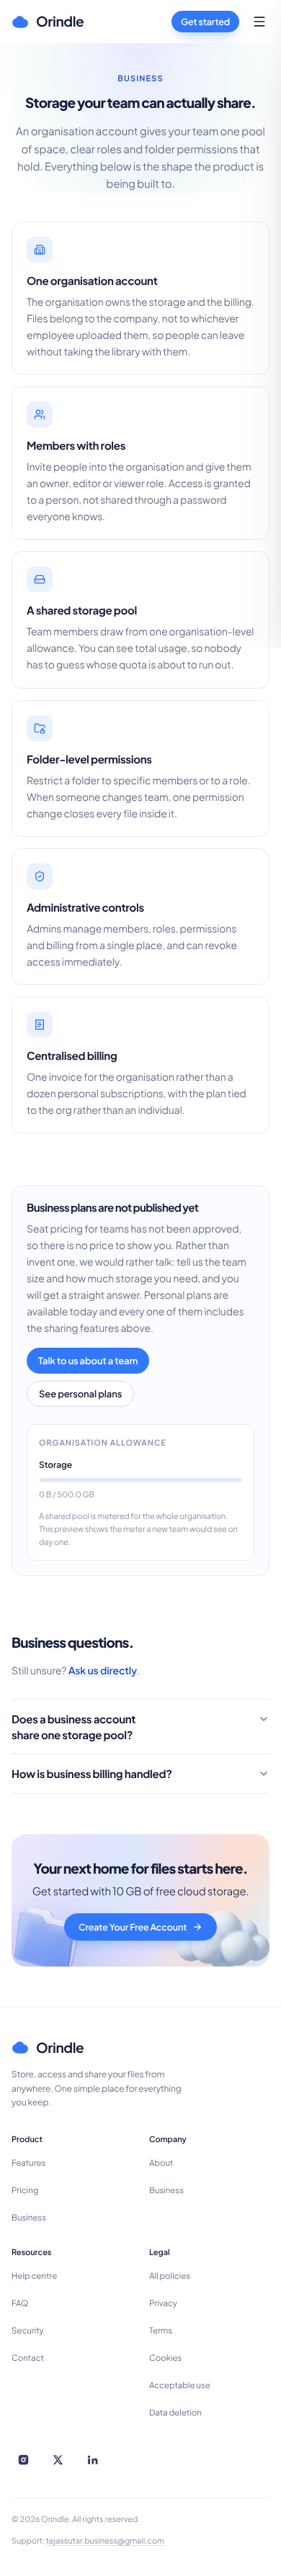 Orindle
Get started
BUSINESS
Storage your team can actually share.
An organisation account gives your team one pool
of space, clear roles and folder permissions that
hold. Everything below is the shape of the product
being built to.
One organisation account
The organisation owns the storage and the billing.
Files belong to the company, not to whichever
employee uploaded them, so people can leave
without taking the library with them.
Members with roles
Invite people into the organisation and give them
an owner, editor or viewer role. Access is granted
to a person, not shared through a password
everyone knows.
A shared storage pool
Team members draw from one organisation-level
allowance. You can see total usage, so nobody
has to guess whose quota is about to run out.
Folder-level permissions
Restrict a folder to specific members or to a role.
When someone changes team, one permission
change closes every file inside it.
Administrative controls
Admins manage members, roles, permissions
and billing from a single place, and can revoke
access immediately.
Centralised billing
One invoice for the organisation rather than a
dozen personal subscriptions, with the plan tied
to the org rather than an individual.
Business plans are not published yet
Seat pricing for teams has not been approved,
so there is no price to show you. Rather than
invent one, we would rather talk: tell us the team
size and how much storage you need, and you
will get a straight answer. Personal plans are
available today and every one of them includes
the sharing features above.
Talk to us about a team
See personal plans
ORGANISATION ALLOWANCE
Storage
0 B / 500.0 GB
A shared pool is metered for the whole organisation.
This preview shows the meter a new team would see on
day one.
Business questions.
Still unsure? Ask us directly.
Does a business account
share one storage pool?
How is business billing handled?
Your next home for files starts here.
Get started with 10 GB of free cloud storage.
Create Your Free Account
Orindle
Store, access and share your files from
anywhere. One simple place for everything
you keep.
Product
Company
Features
About
Pricing
Business
Business
Resources
Legal
Help centre
All policies
FAQ
Privacy
Security
Terms
Contact
Cookies
Acceptable use
Data deletion
© 2026 Orindle. All rights reserved.
Support: tejassutar.business@gmail.com